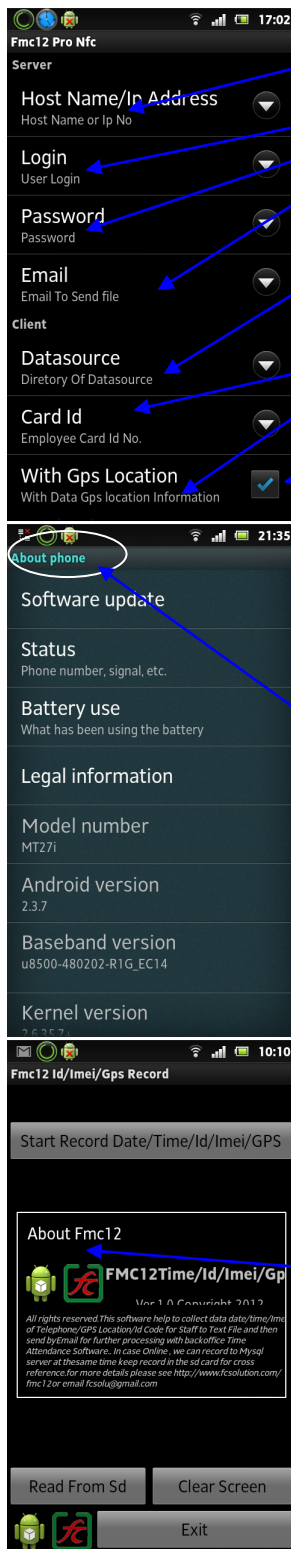 17:02
Fmc12 Pro Nfc
Server
Host Name/Ip Address
Host Name or Ip No
Login
User Login
Password
Password
Email
Email To Send file
Client
Datasource
Diretory Of Datasource
Card Id
Employee Card Id No.
With Gps Location
With Data Gps location Information
21:35
About phone
Software update
Status
Phone number, signal, etc.
Battery use
What has been using the battery
Legal information
Model number
MT27i
Android version
2.3.7
Baseband version
u8500-480202-R1G_EC14
Kernel version
2.6.35.7+
10:10
Fmc12 Id/Imei/Gps Record
Start Record Date/Time/Id/Imei/GPS
About Fmc12
fc FMC12Time/Id/Imei/Gp
Ver 1.0 Copyright 2012
All rights reserved.This software help to collect data date/time/Ime
of Telephone/GPS Location/Id Code for Staff to Text File and then
send byEmail for further processing with backoffice Time
Attendance Software.. In case Online , we can record to Mysql
server at thesame time keep record in the sd card for cross
reference.for more details please see http://www.fcsolution.com/
fmc12or email fcsolu@gmail.com
Read From Sd Clear Screen
fc Exit